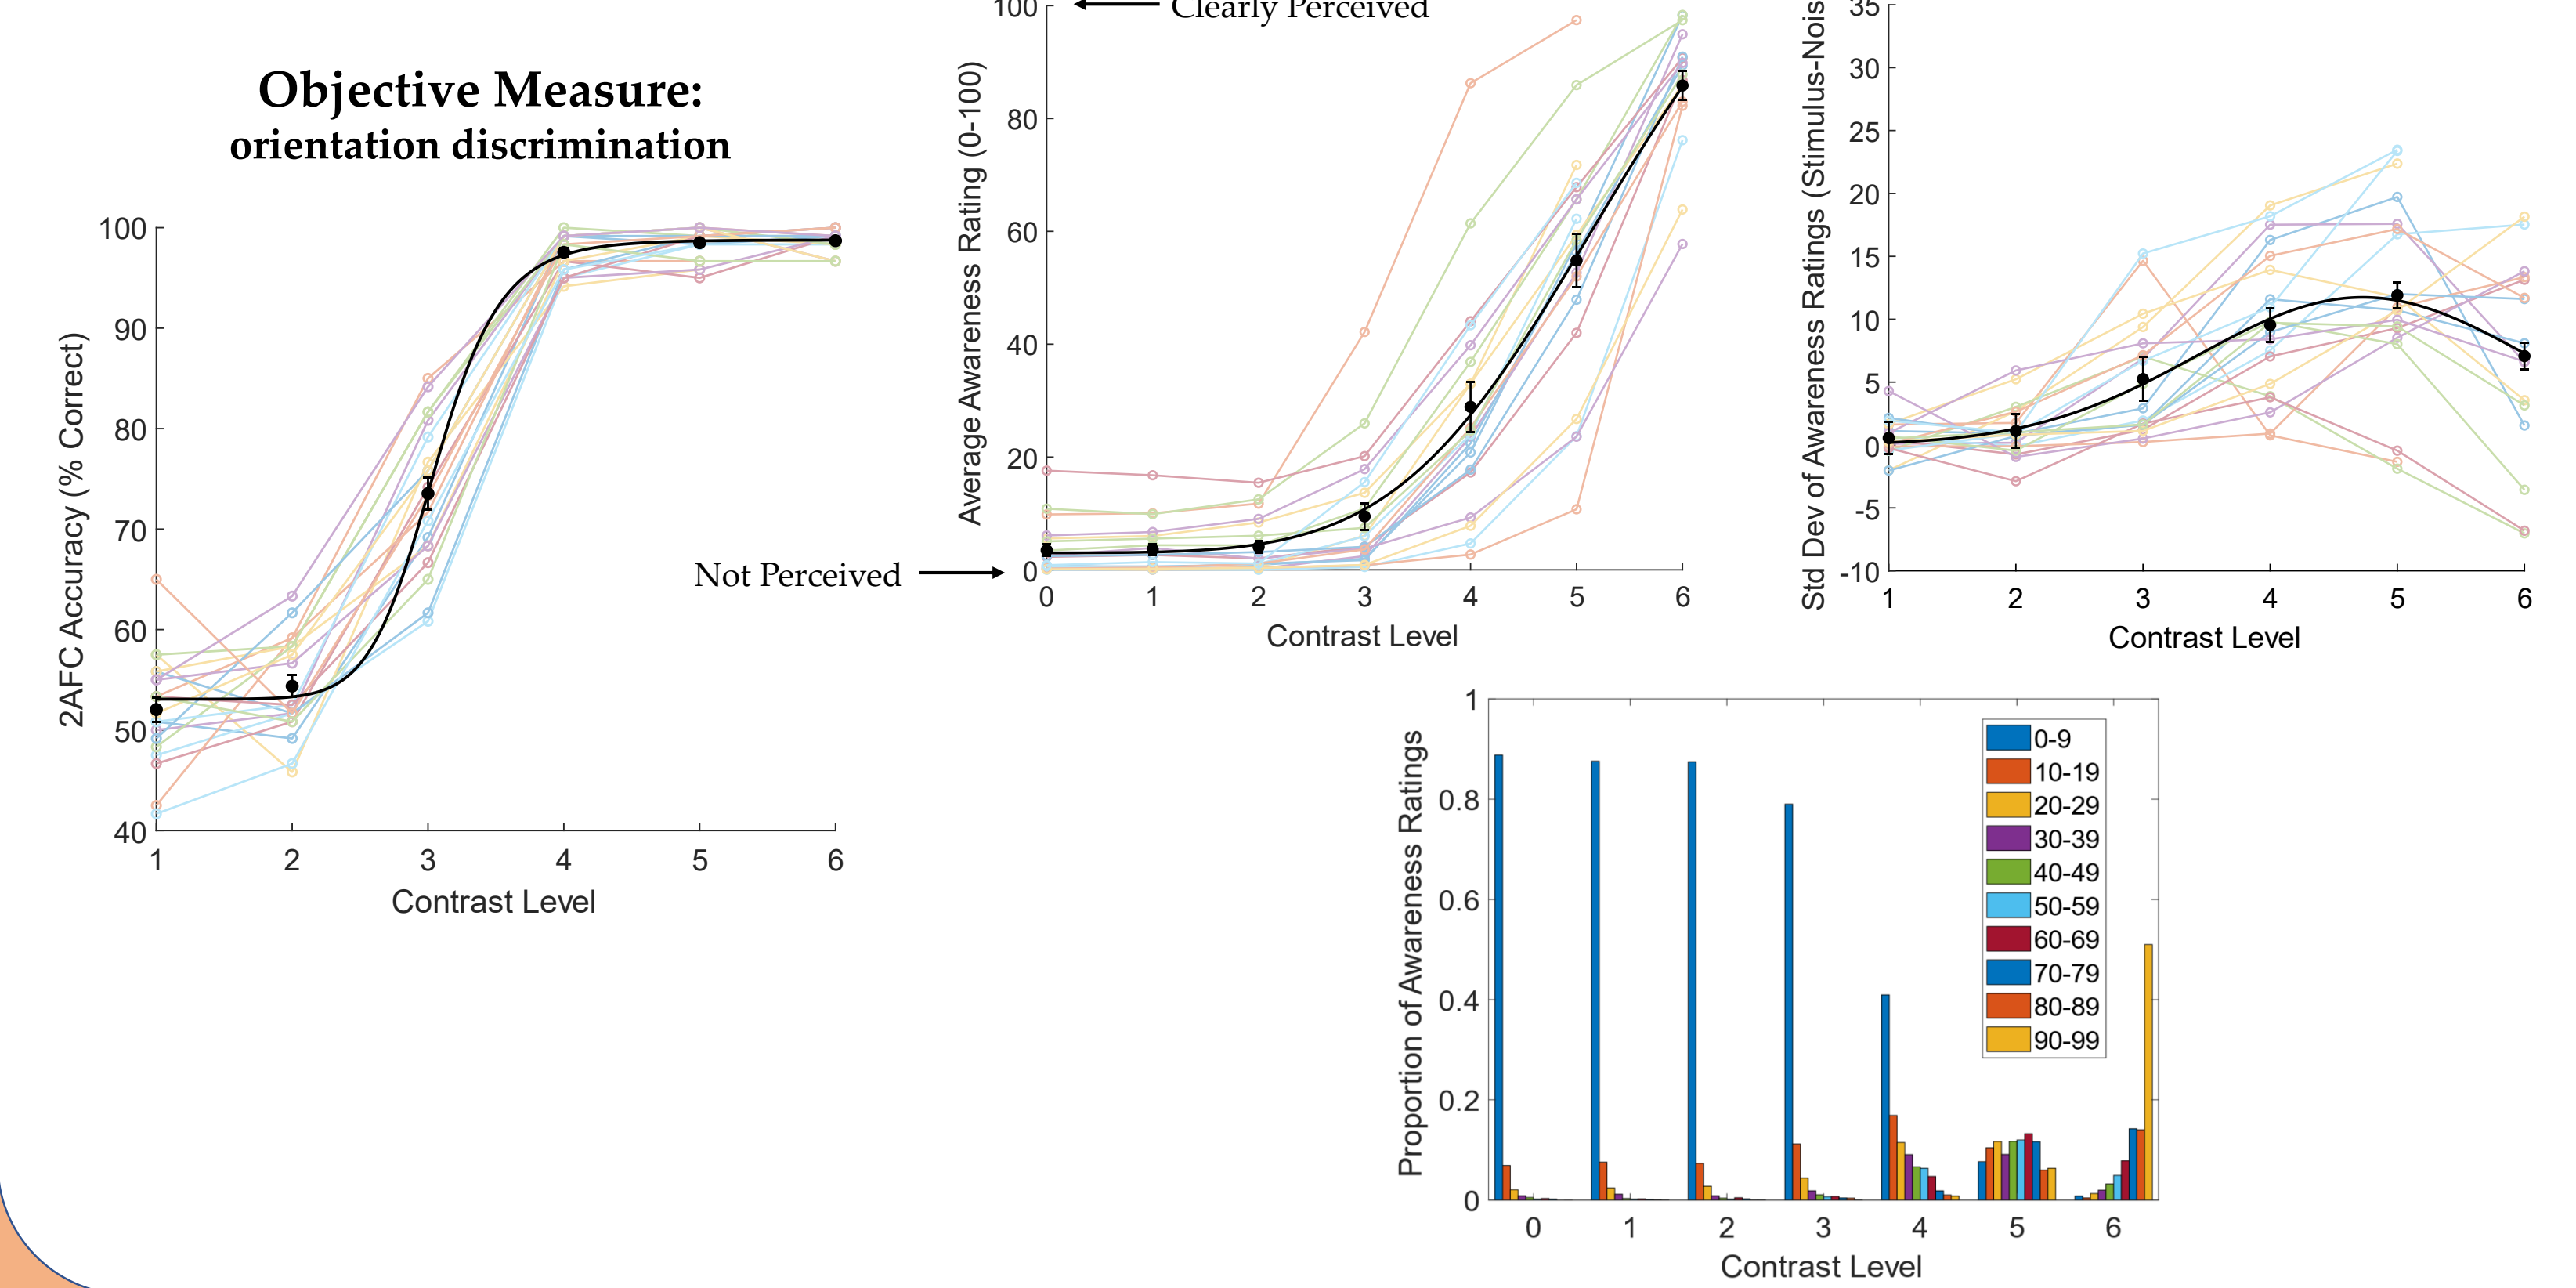 Objective Measure:
orientation discrimination
2AFC Accuracy (% Correct)
100
90
80
70
60
50
40
1 2 3 4 5 6
Contrast Level
Clearly Perceived
Not Perceived
Average Awareness Rating (0-100)
100
80
60
40
20
0
0 1 2 3 4 5 6
Contrast Level
Std Dev of Awareness Ratings (Stimulus-Nois
35
30
25
20
15
10
5
0
-5
-10
1 2 3 4 5 6
Contrast Level
Proportion of Awareness Ratings
1
0.8
0.6
0.4
0.2
0
0 1 2 3 4 5 6
Contrast Level
0-9
10-19
20-29
30-39
40-49
50-59
60-69
70-79
80-89
90-99